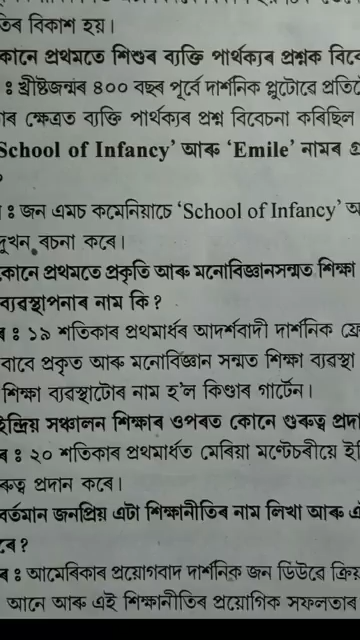 তিৰ বিকাশ হয়।
কোনে প্ৰথমতে শিশুৰ ব্যক্তি পাৰ্থক্যৰ প্ৰশ্নক বিবে
: খ্ৰীষ্টজন্মৰ ৪০০ বছৰ পূৰ্বে দাৰ্শনিক প্লুটোৱে প্ৰতিটো
ৰ ক্ষেত্ৰত ব্যক্তি পাৰ্থক্যৰ প্ৰশ্ন বিবেচনা কৰিছিল
School of Infancy’ আৰু ‘Emile’ নামৰ গ্ৰ
?
: জন এমচ কমেনিয়াচে ‘School of Infancy’ আ
দুখন ৰচনা কৰে।
কোনে প্ৰথমতে প্ৰকৃতি আৰু মনোবিজ্ঞানসন্মত শিক্ষা
ব্যৱস্থাপনাৰ নাম কি?
ৰ : ১৯ শতিকাৰ প্ৰথমাৰ্ধৰ আদৰ্শবাদী দাৰ্শনিক ফ্ৰে
বাবে প্ৰকৃত আৰু মনোবিজ্ঞান সন্মত শিক্ষা ব্যৱস্থা
শিক্ষা ব্যৱস্থাটোৰ নাম হ’ল কিণ্ডাৰ গাৰ্টেন।
ইন্দ্ৰিয় সঞ্চালন শিক্ষাৰ ওপৰত কোনে গুৰুত্ব প্ৰদা
ৰ : ২০ শতিকাৰ প্ৰথমাৰ্ধত মেৰিয়া মণ্টেচৰীয়ে ই
ৰুত্ব প্ৰদান কৰে।
বৰ্তমান জনপ্ৰিয় এটা শিক্ষানীতিৰ নাম লিখা আৰু এ
ৰে?
ৰ : আমেৰিকাৰ প্ৰয়োগবাদ দাৰ্শনিক জন ডিউৱে ক্ৰিয়
আনে আৰু এই শিক্ষানীতিৰ প্ৰয়োগিক সফলতাৰ